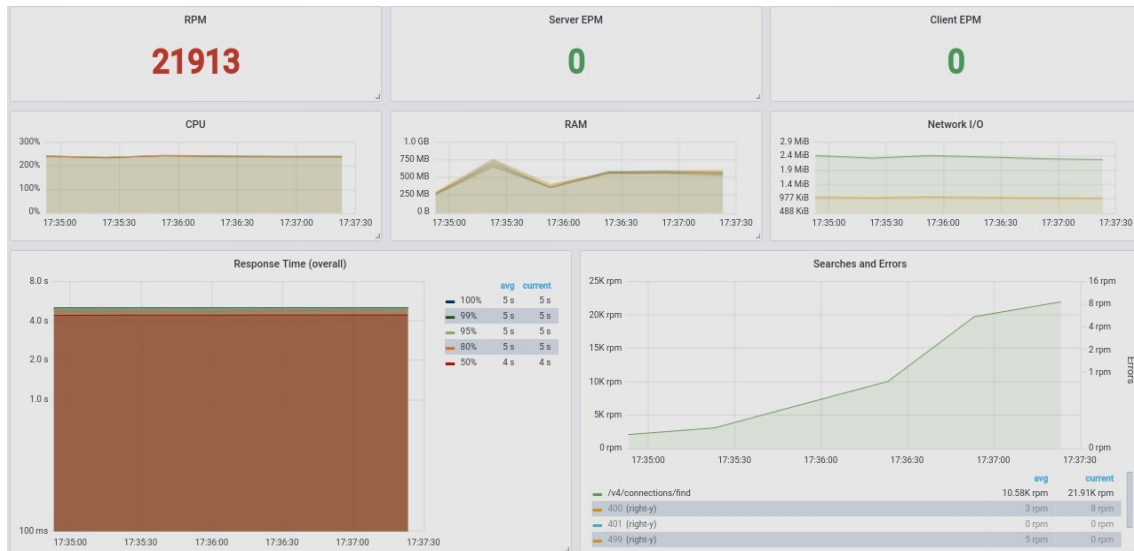 RPM
21913
Server EPM
0
Client EPM
0
CPU
300%
200%
100%
0%
17:35:00 17:35:30 17:36:00 17:36:30 17:37:00 17:37:30
RAM
1.0 GB
750 MB
500 MB
250 MB
0 B
17:35:00 17:35:30 17:36:00 17:36:30 17:37:00 17:37:30
Network I/O
2.9 MiB
2.4 MiB
1.9 MiB
1.4 MiB
977 KiB
488 KiB
17:35:00 17:35:30 17:36:00 17:36:30 17:37:00 17:37:30
Response Time (overall)
8.0 s
4.0 s
2.0 s
1.0 s
100 ms
17:35:00 17:35:30 17:36:00 17:36:30 17:37:00 17:37:30
avg current
100% 5 s 5 s
99% 5 s 5 s
95% 5 s 5 s
80% 5 s 5 s
50% 4 s 4 s
Searches and Errors
25K rpm
20K rpm
15K rpm
10K rpm
5K rpm
0 rpm
16 rpm
8 rpm
4 rpm
2 rpm
1 rpm
0 rpm
Errors
17:35:00 17:35:30 17:36:00 17:36:30 17:37:00 17:37:30
avg current
/v4/connections/find 10.58K rpm 21.91K rpm
400 (right-y) 3 rpm 8 rpm
401 (right-y) 0 rpm 0 rpm
499 (right-y) 5 rpm 0 rpm